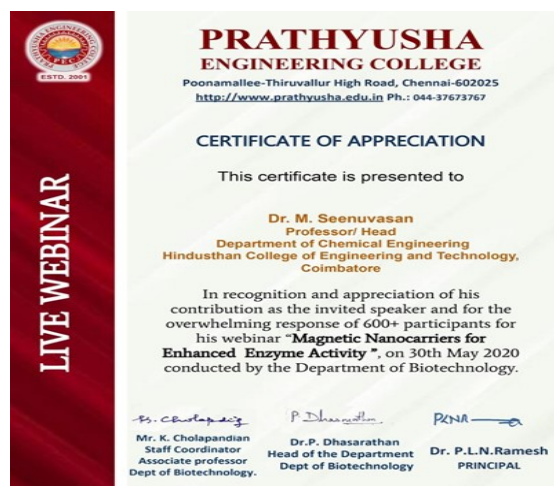 PRATHYUSHA ENGINEERING COLLEGE
ESTD. 2001
LIVE WEBINAR
PRATHYUSHA
ENGINEERING COLLEGE
Poonamallee-Thiruvallur High Road, Chennai-602025
http://www.prathyusha.edu.in Ph.: 044-37673767
CERTIFICATE OF APPRECIATION
This certificate is presented to
Dr. M. Seenuvasan
Professor/ Head
Department of Chemical Engineering
Hindusthan College of Engineering and Technology,
Coimbatore
In recognition and appreciation of his
contribution as the invited speaker and for the
overwhelming response of 600+ participants for
his webinar “Magnetic Nanocarriers for
Enhanced Enzyme Activity”, on 30th May 2020
conducted by the Department of Biotechnology.
P. Dhasarathan
Mr. K. Cholapandian
Staff Coordinator
Associate professor
Dept of Biotechnology.
Dr.P. Dhasarathan
Head of the Department
Dept of Biotechnology
Dr. P.L.N.Ramesh
PRINCIPAL